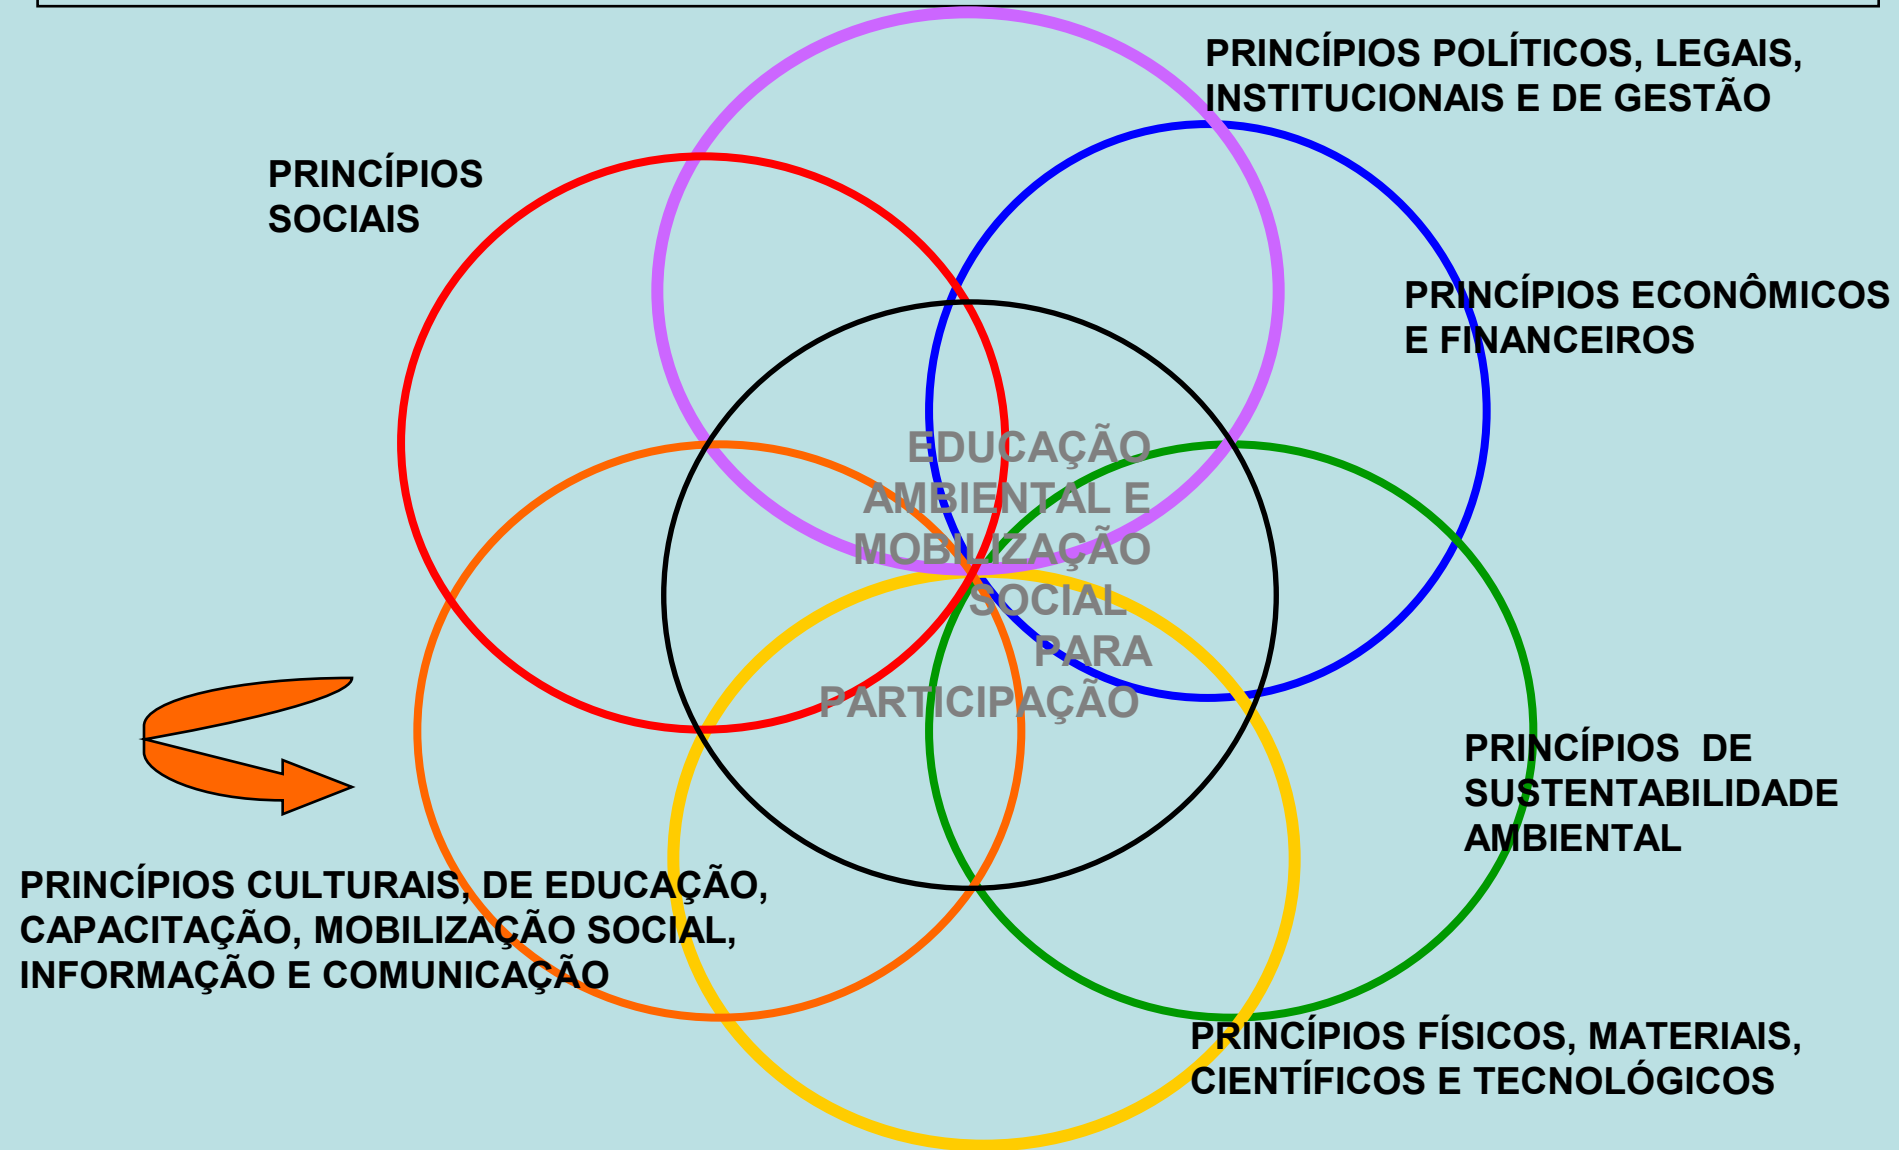 PRINCÍPIOS POLÍTICOS, LEGAIS,
INSTITUCIONAIS E DE GESTÃO
PRINCÍPIOS
SOCIAIS
PRINCÍPIOS ECONÔMICOS
E FINANCEIROS
EDUCAÇÃO
AMBIENTAL E
MOBILIZAÇÃO
SOCIAL
PARA
PARTICIPAÇÃO
PRINCÍPIOS DE
SUSTENTABILIDADE
AMBIENTAL
PRINCÍPIOS CULTURAIS, DE EDUCAÇÃO,
CAPACITAÇÃO, MOBILIZAÇÃO SOCIAL,
INFORMAÇÃO E COMUNICAÇÃO
PRINCÍPIOS FÍSICOS, MATERIAIS,
CIENTÍFICOS E TECNOLÓGICOS